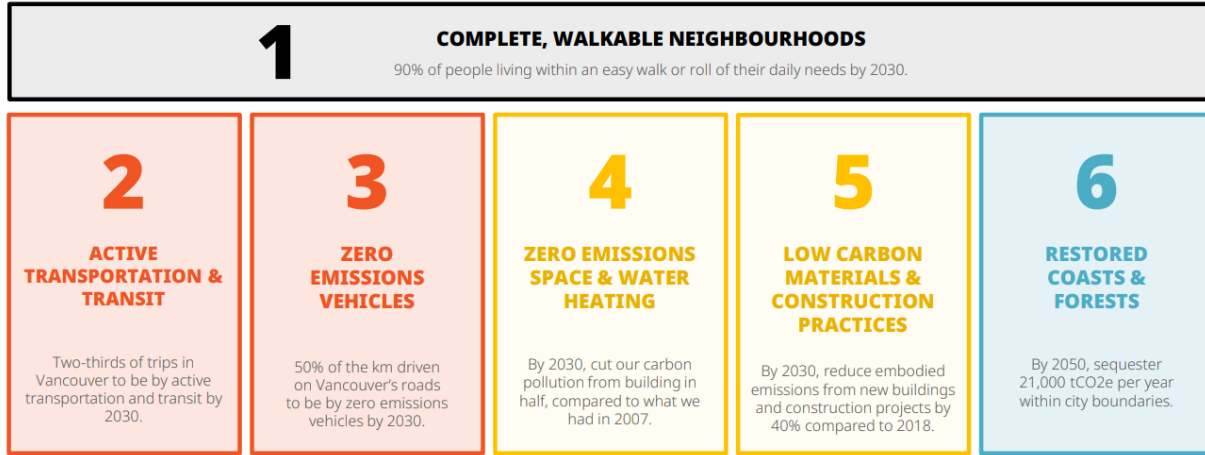 1
COMPLETE, WALKABLE NEIGHBOURHOODS
90% of people living within an easy walk or roll of their daily needs by 2030.
2
ACTIVE
TRANSPORTATION &
TRANSIT
Two-thirds of trips in
Vancouver to be by active
transportation and transit by
2030.
3
ZERO
EMISSIONS
VEHICLES
50% of the km driven
on Vancouver's roads
to be by zero emissions
vehicles by 2030.
4
ZERO EMISSIONS
SPACE & WATER
HEATING
By 2030, cut our carbon
pollution from building in
half, compared to what we
had in 2007.
5
LOW CARBON
MATERIALS &
CONSTRUCTION
PRACTICES
By 2030, reduce embodied
emissions from new buildings
and construction projects by
40% compared to 2018.
6
RESTORED
COASTS &
FORESTS
By 2050, sequester
21,000 tCO2e per year
within city boundaries.